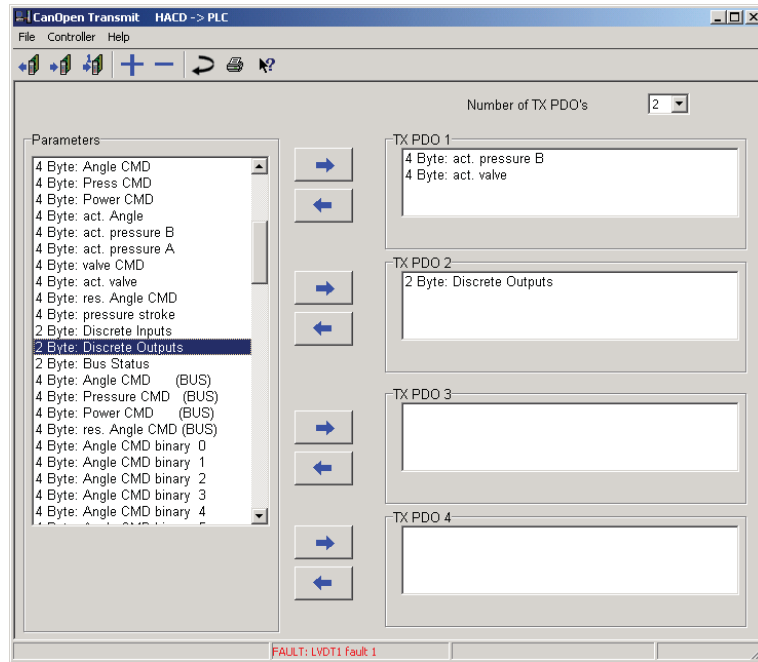 CanOpen Transmit HACD -> PLC
File Controller Help
Number of TX PDO's 2
Parameters
4 Byte: Angle CMD
4 Byte: Press CMD
4 Byte: Power CMD
4 Byte: act. Angle
4 Byte: act. pressure B
4 Byte: act. pressure A
4 Byte: valve CMD
4 Byte: act. valve
4 Byte: res. Angle CMD
4 Byte: pressure stroke
2 Byte: Discrete Inputs
2 Byte: Discrete Outputs
2 Byte: Bus Status
4 Byte: Angle CMD (BUS)
4 Byte: Pressure CMD (BUS)
4 Byte: Power CMD (BUS)
4 Byte: res. Angle CMD (BUS)
4 Byte: Angle CMD binary 0
4 Byte: Angle CMD binary 1
4 Byte: Angle CMD binary 2
4 Byte: Angle CMD binary 3
4 Byte: Angle CMD binary 4
TX PDO 1
4 Byte: act. pressure B
4 Byte: act. valve
TX PDO 2
2 Byte: Discrete Outputs
TX PDO 3
TX PDO 4
FAULT: LVDT1 fault 1